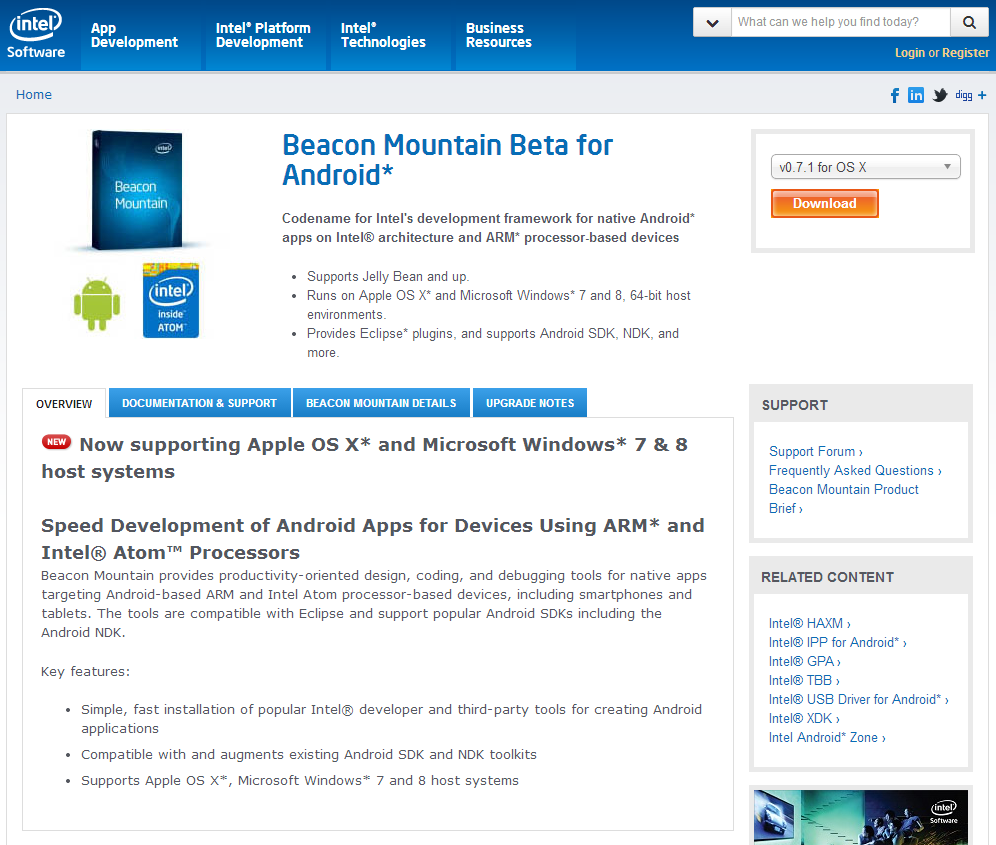 intel
Software
App
Development
Intel® Platform
Development
Intel®
Technologies
Business
Resources
What can we help you find today?
Login or Register
Home
digg +
intel
Beacon
Mountain
intel
inside™
ATOM™
Beacon Mountain Beta for
Android*
Codename for Intel's development framework for native Android*
apps on Intel® architecture and ARM* processor-based devices
• Supports Jelly Bean and up.
• Runs on Apple OS X* and Microsoft Windows* 7 and 8, 64-bit host
environments.
• Provides Eclipse* plugins, and supports Android SDK, NDK, and
more.
v0.7.1 for OS X
Download
OVERVIEW
DOCUMENTATION & SUPPORT
BEACON MOUNTAIN DETAILS
UPGRADE NOTES
NEW Now supporting Apple OS X* and Microsoft Windows* 7 & 8
host systems
Speed Development of Android Apps for Devices Using ARM* and
Intel® Atom™ Processors
Beacon Mountain provides productivity-oriented design, coding, and debugging tools for native apps
targeting Android-based ARM and Intel Atom processor-based devices, including smartphones and
tablets. The tools are compatible with Eclipse and support popular Android SDKs including the
Android NDK.
Key features:
• Simple, fast installation of popular Intel® developer and third-party tools for creating Android
applications
• Compatible with and augments existing Android SDK and NDK toolkits
• Supports Apple OS X*, Microsoft Windows* 7 and 8 host systems
SUPPORT
Support Forum ›
Frequently Asked Questions ›
Beacon Mountain Product
Brief ›
RELATED CONTENT
Intel® HAXM ›
Intel® IPP for Android* ›
Intel® GPA ›
Intel® TBB ›
Intel® USB Driver for Android* ›
Intel® XDK ›
Intel Android* Zone ›
intel
Software